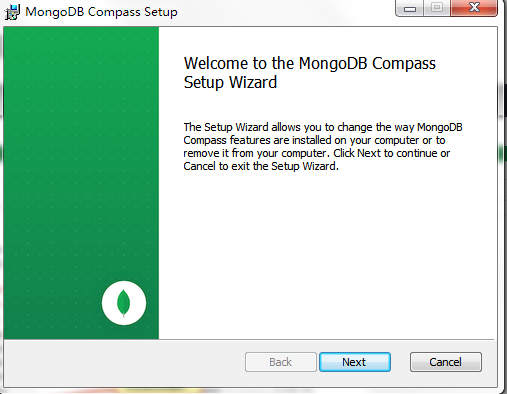 MongoDB Compass Setup
Welcome to the MongoDB Compass
Setup Wizard
The Setup Wizard allows you to change the way MongoDB
Compass features are installed on your computer or to
remove it from your computer. Click Next to continue or
Cancel to exit the Setup Wizard.
Back Next Cancel